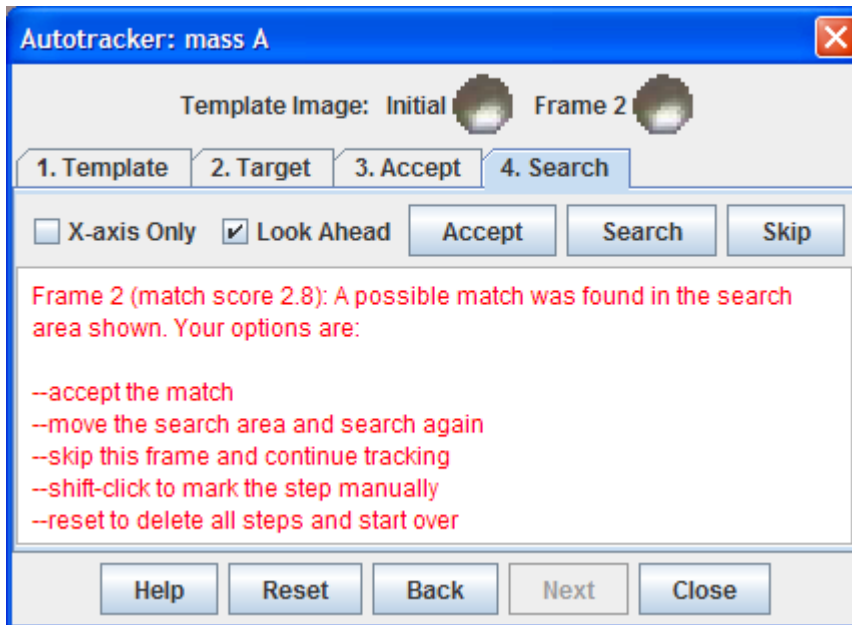 Autotracker: mass A
Template Image: Initial Frame 2
1. Template 2. Target 3. Accept 4. Search
X-axis Only Look Ahead Accept Search Skip
Frame 2 (match score 2.8): A possible match was found in the search
area shown. Your options are:
--accept the match
--move the search area and search again
--skip this frame and continue tracking
--shift-click to mark the step manually
--reset to delete all steps and start over
Help Reset Back Next Close